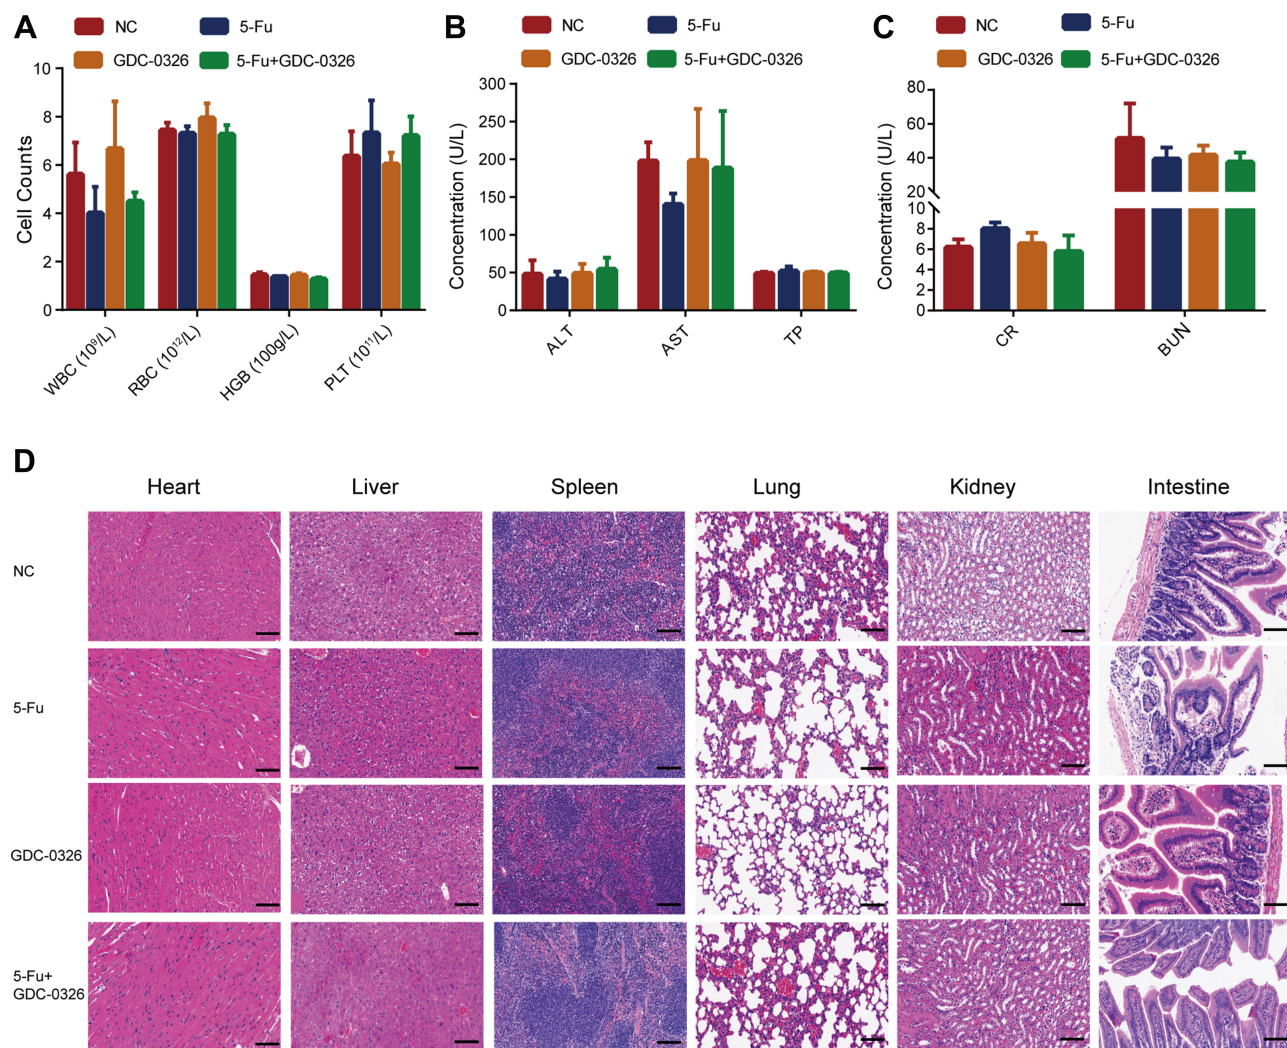 A
NC
5-Fu
GDC-0326
5-Fu+GDC-0326
Cell Counts
10
8
6
4
2
0
WBC (10⁹/L)
RBC (10¹²/L)
HGB (100g/L)
PLT (10¹¹/L)
B
NC
5-Fu
GDC-0326
5-Fu+GDC-0326
Concentration (U/L)
300
250
200
150
100
50
0
ALT
AST
TP
C
NC
5-Fu
GDC-0326
5-Fu+GDC-0326
Concentration (U/L)
80
60
40
20
10
8
6
4
2
0
CR
BUN
D
Heart Liver Spleen Lung Kidney Intestine
NC
5-Fu
GDC-0326
5-Fu+
GDC-0326